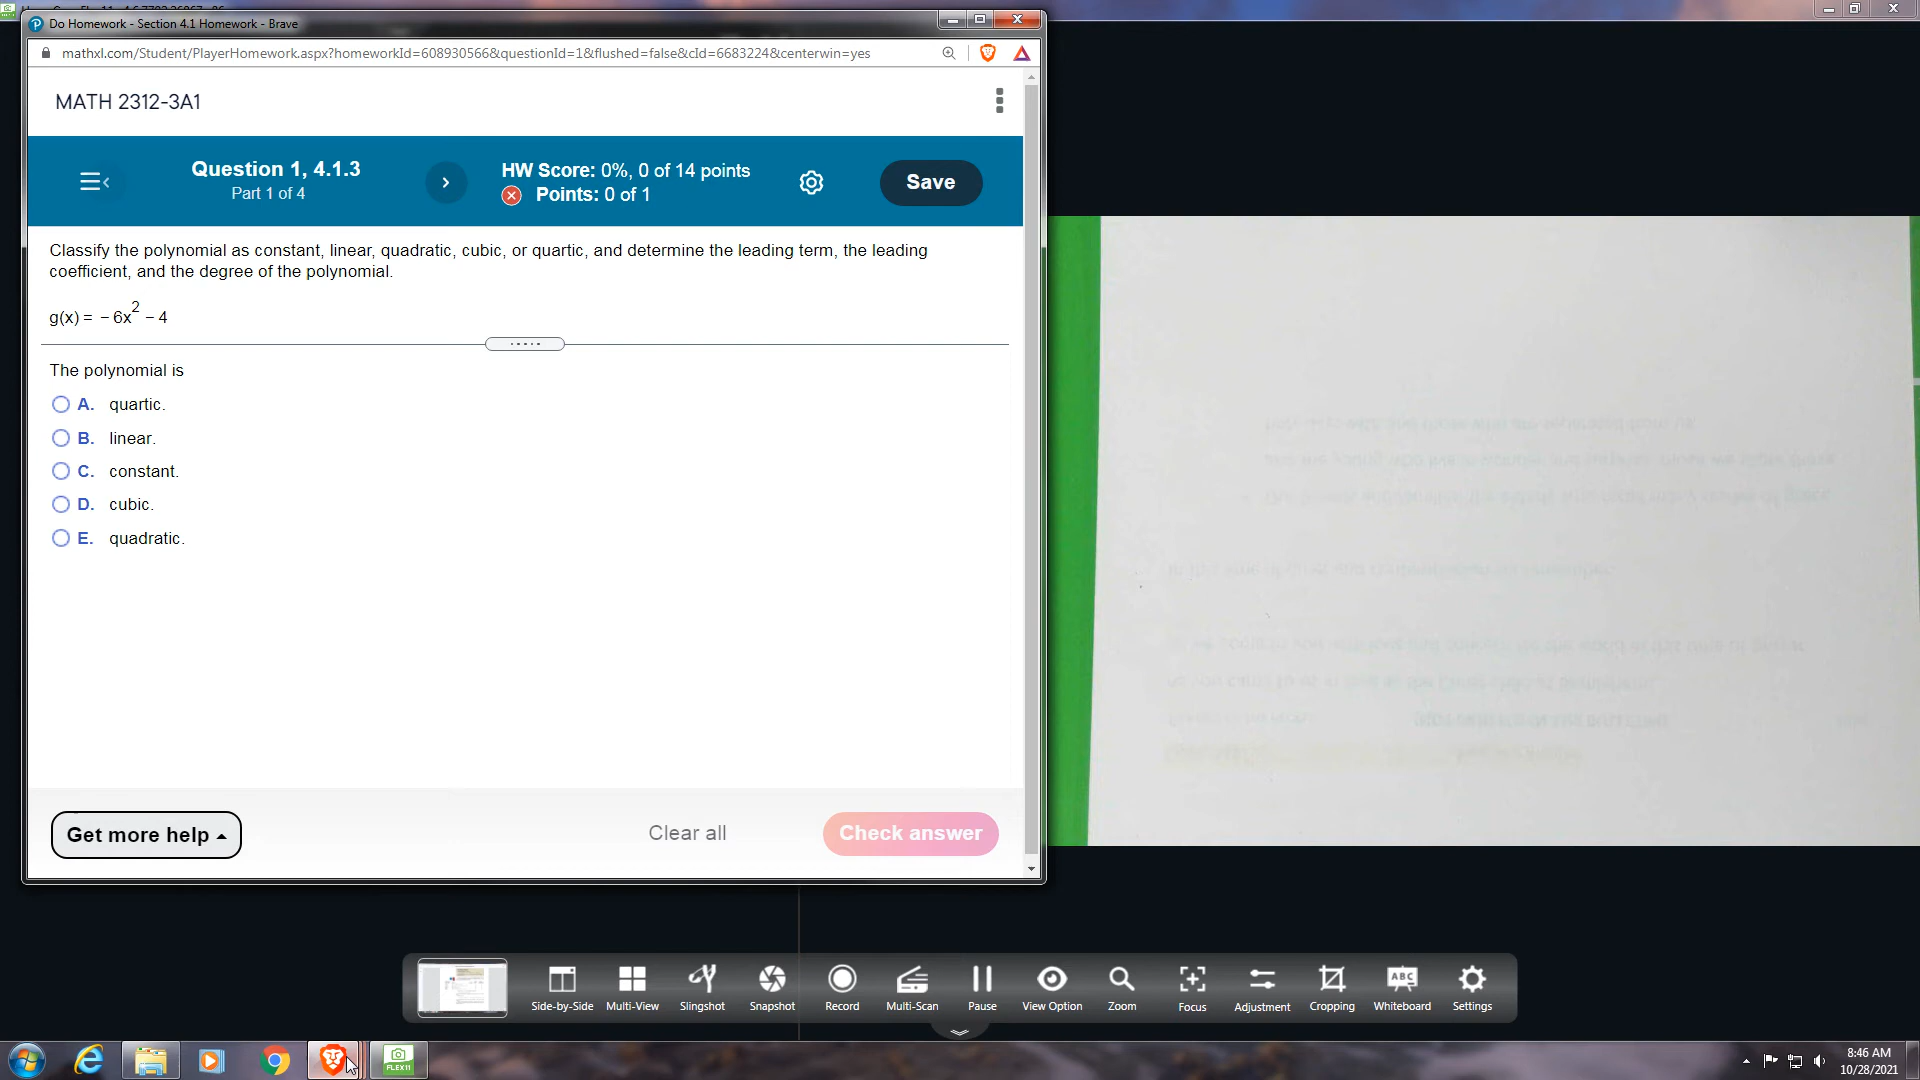 Do Homework - Section 4.1 Homework - Brave
mathxl.com/Student/PlayerHomework.aspx?homeworkId=608930566&questionId=1&flushed=false&cId=6683224&centerwin=yes
MATH 2312-3A1
Question 1, 4.1.3
Part 1 of 4
HW Score: 0%, 0 of 14 points
Points: 0 of 1
Save
Classify the polynomial as constant, linear, quadratic, cubic, or quartic, and determine the leading term, the leading
coefficient, and the degree of the polynomial.
g(x) = − 6x² − 4
The polynomial is
A. quartic.
B. linear.
C. constant.
D. cubic.
E. quadratic.
Get more help
Clear all
Check answer
Side-by-Side
Multi-View
Slingshot
Snapshot
Record
Multi-Scan
Pause
View Option
Zoom
Focus
Adjustment
Cropping
ABC
Whiteboard
Settings
FLEX11
8:46 AM
10/28/2021